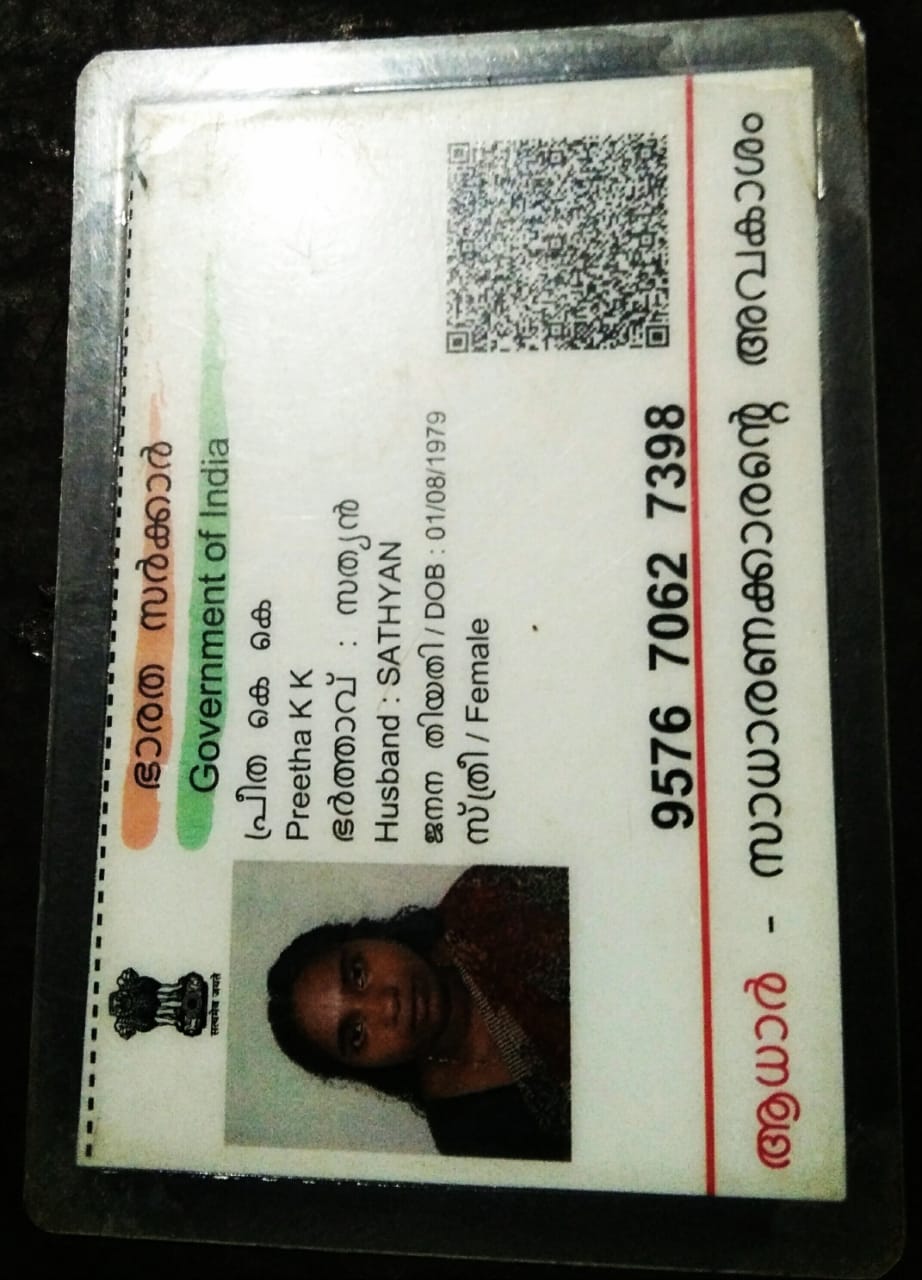 सत्यमेव जयते
ഭാരത സർക്കാർ
Government of India
പ്രീത കെ കെ
Preetha K K
ഭർത്താവ് : സത്യൻ
Husband : SATHYAN
ജനന തിയതി / DOB : 01/08/1979
സ്ത്രീ / Female
9576 7062 7398
ആധാർ - സാധാരണക്കാരന്റെ അവകാശം